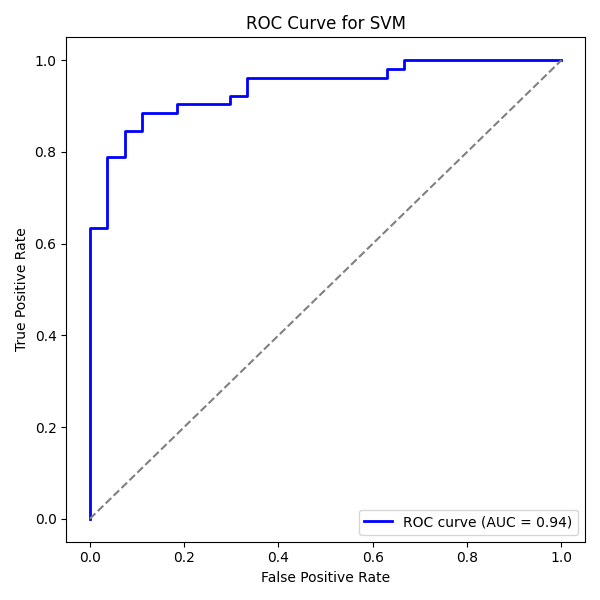 ROC Curve for SVM
True Positive Rate
1.0
0.8
0.6
0.4
0.2
0.0
0.0 0.2 0.4 0.6 0.8 1.0
False Positive Rate
ROC curve (AUC = 0.94)